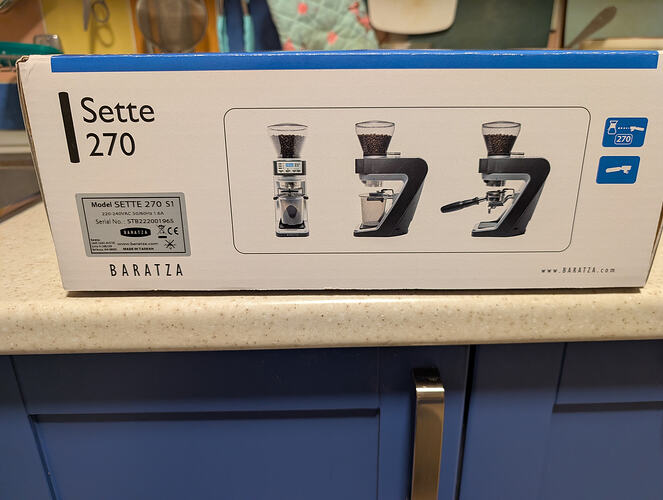 Sette
270
Model SETTE 270 S1
220-240VAC 50/60Hz 1.6A
Serial No.: STB222001965
BARATZA
CE
www.baratza.com
MADE IN TAIWAN
BARATZA
270
www.BARATZA.com